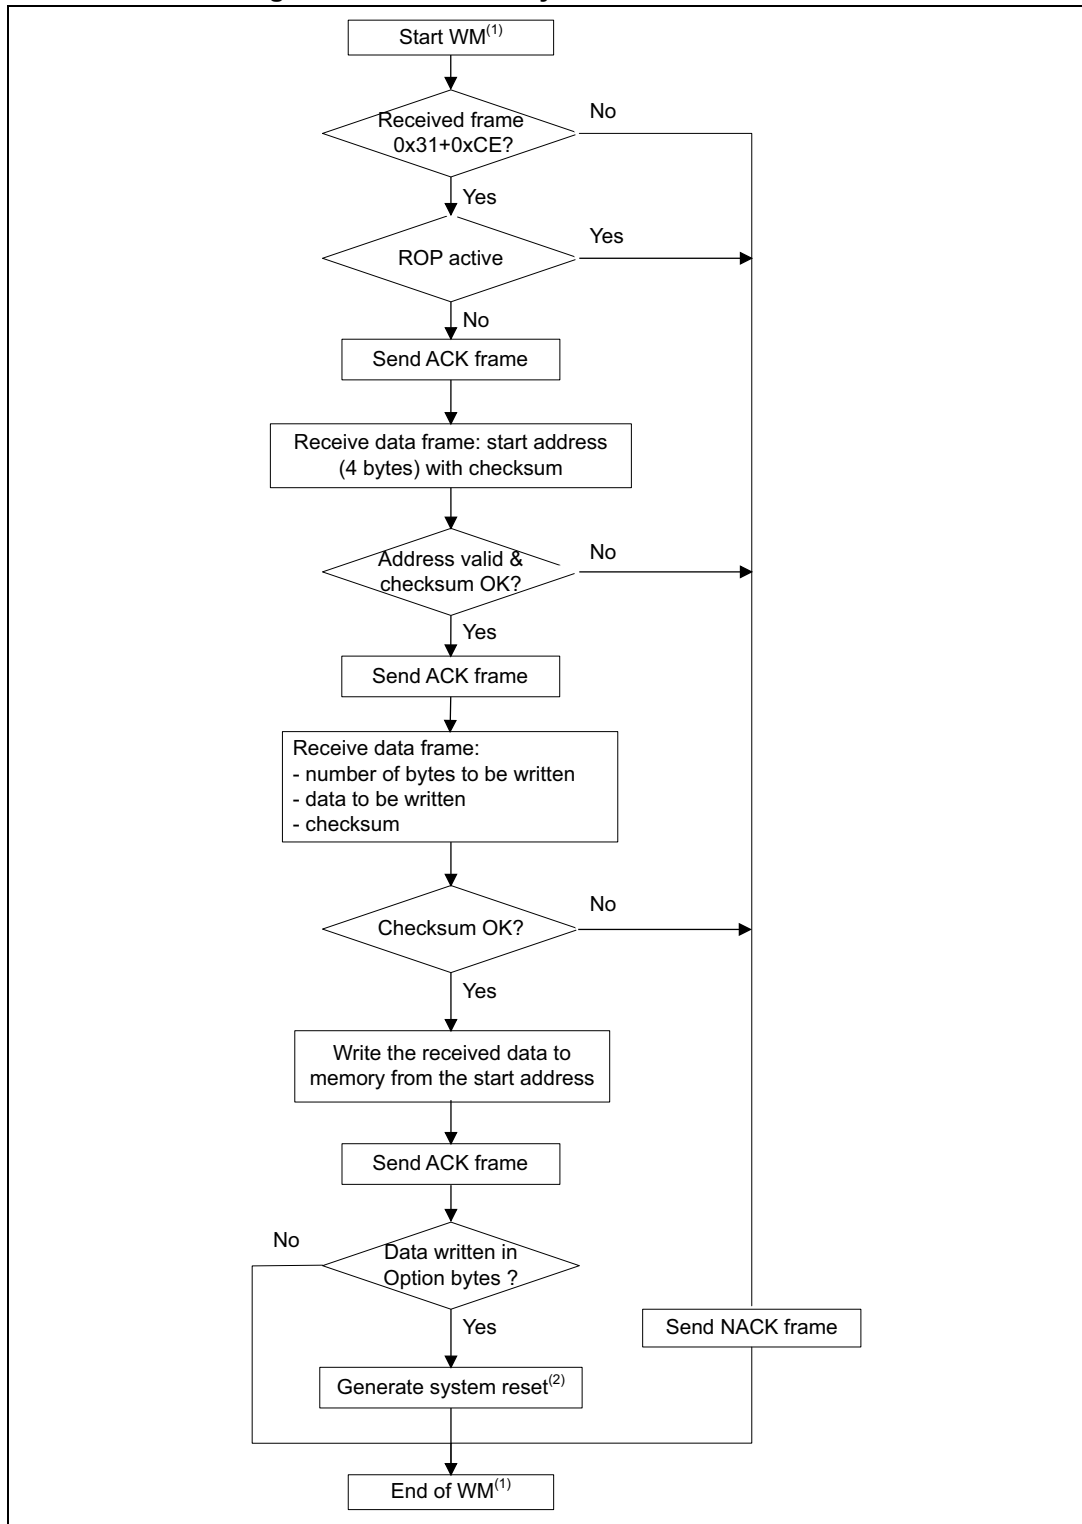 Start WM(1)
Received frame
0x31+0xCE?
No
Yes
ROP active
Yes
No
Send ACK frame
Receive data frame: start address
(4 bytes) with checksum
Address valid &
checksum OK?
No
Yes
Send ACK frame
Receive data frame:
- number of bytes to be written
- data to be written
- checksum
Checksum OK?
No
Yes
Write the received data to
memory from the start address
Send ACK frame
No
Data written in
Option bytes ?
Yes
Send NACK frame
Generate system reset(2)
End of WM(1)